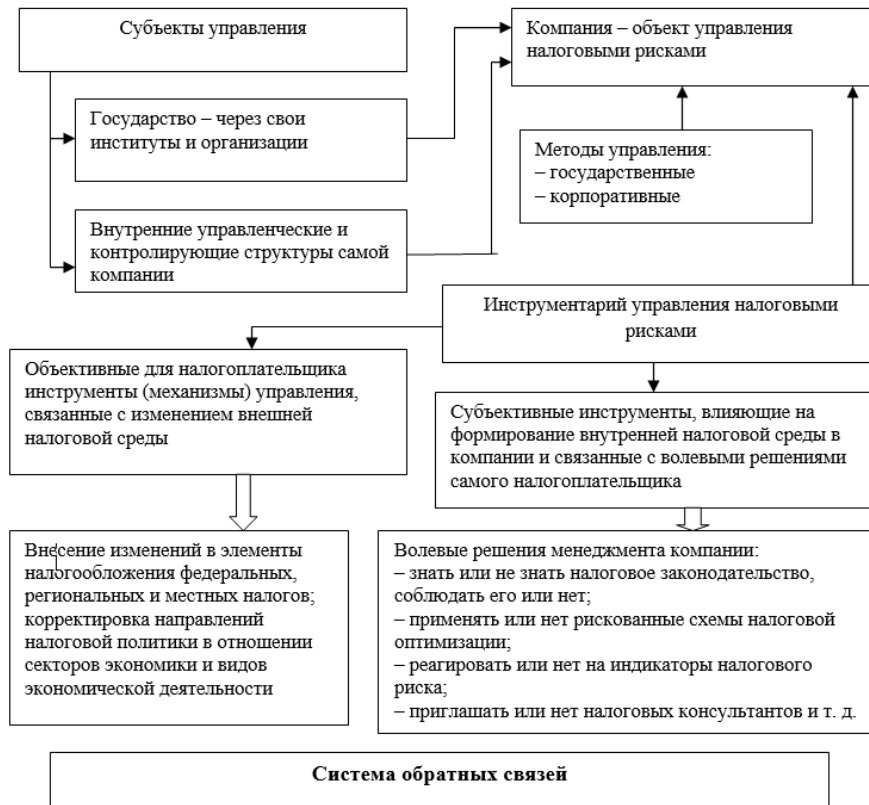 Субъекты управления
Компания – объект управления
налоговыми рисками
Государство – через свои
институты и организации
Методы управления:
– государственные
– корпоративные
Внутренние управленческие и
контролирующие структуры самой
компании
Инструментарий управления налоговыми
рисками
Объективные для налогоплательщика
инструменты (механизмы) управления,
связанные с изменением внешней
налоговой среды
Субъективные инструменты, влияющие на
формирование внутренней налоговой среды в
компании и связанные с волевыми решениями
самого налогоплательщика
Внесение изменений в элементы
налогообложения федеральных,
региональных и местных налогов;
корректировка направлений
налоговой политики в отношении
секторов экономики и видов
экономической деятельности
Волевые решения менеджмента компании:
– знать или не знать налоговое законодательство,
соблюдать его или нет;
– применять или нет рискованные схемы налоговой
оптимизации;
– реагировать или нет на индикаторы налогового
риска;
– приглашать или нет налоговых консультантов и т. д.
Система обратных связей